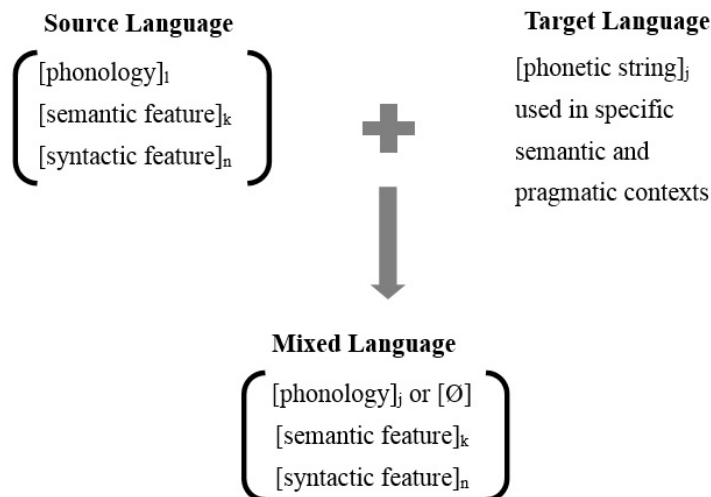 Source Language
[phonology]ₗ
[semantic feature]ₖ
[syntactic feature]ₙ
Target Language
[phonetic string]ⱼ
used in specific
semantic and
pragmatic contexts
Mixed Language
[phonology]ⱼ or [Ø]
[semantic feature]ₖ
[syntactic feature]ₙ